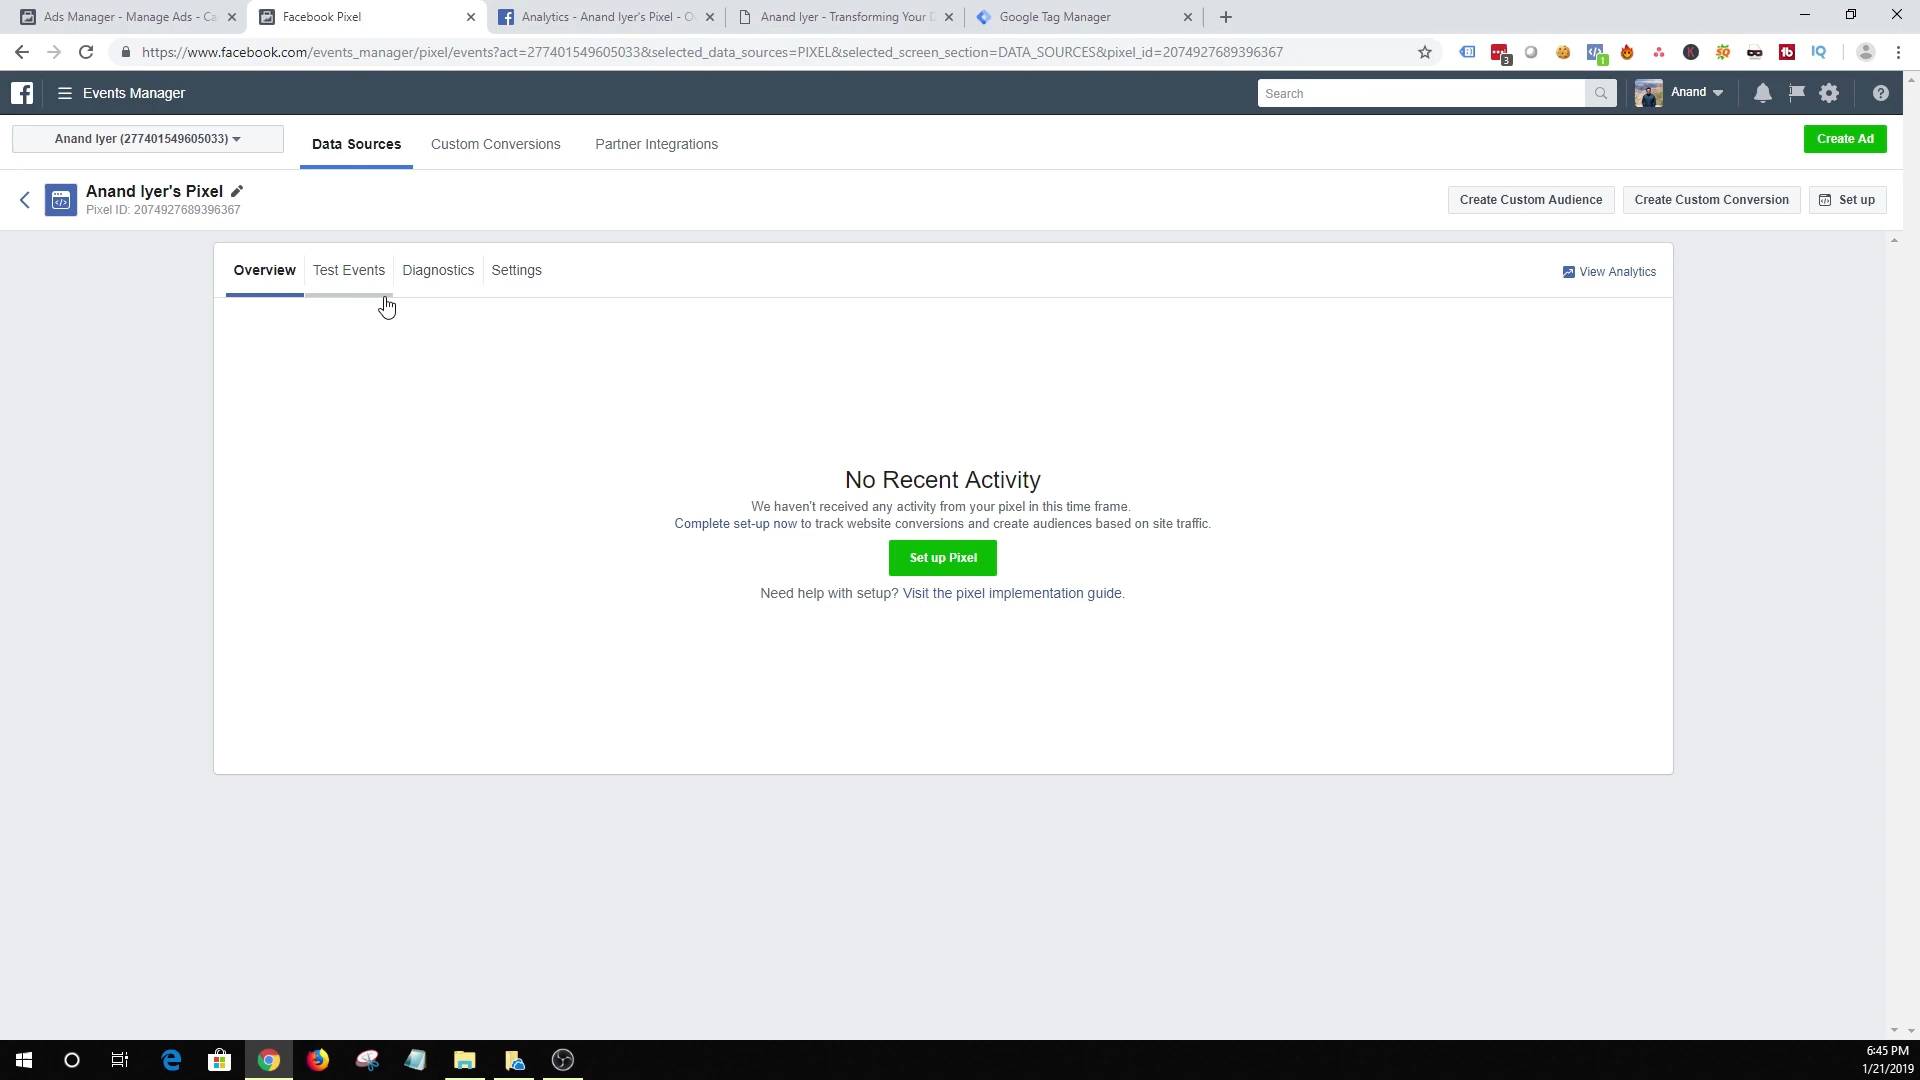 Ads Manager - Manage Ads - Ca
Facebook Pixel
Analytics - Anand Iyer's Pixel - O
Anand Iyer - Transforming Your D
Google Tag Manager
https://www.facebook.com/events_manager/pixel/events?act=277401549605033&selected_data_sources=PIXEL&selected_screen_section=DATA_SOURCES&pixel_id=2074927689396367
3
1
K
SQ
tb
IQ
Events Manager
Search
Anand
Anand Iyer (277401549605033)
Data Sources
Custom Conversions
Partner Integrations
Create Ad
Anand Iyer's Pixel
Pixel ID: 2074927689396367
Create Custom Audience
Create Custom Conversion
Set up
Overview
Test Events
Diagnostics
Settings
View Analytics
No Recent Activity
We haven't received any activity from your pixel in this time frame.
Complete set-up now to track website conversions and create audiences based on site traffic.
Set up Pixel
Need help with setup? Visit the pixel implementation guide.
6:45 PM
1/21/2019